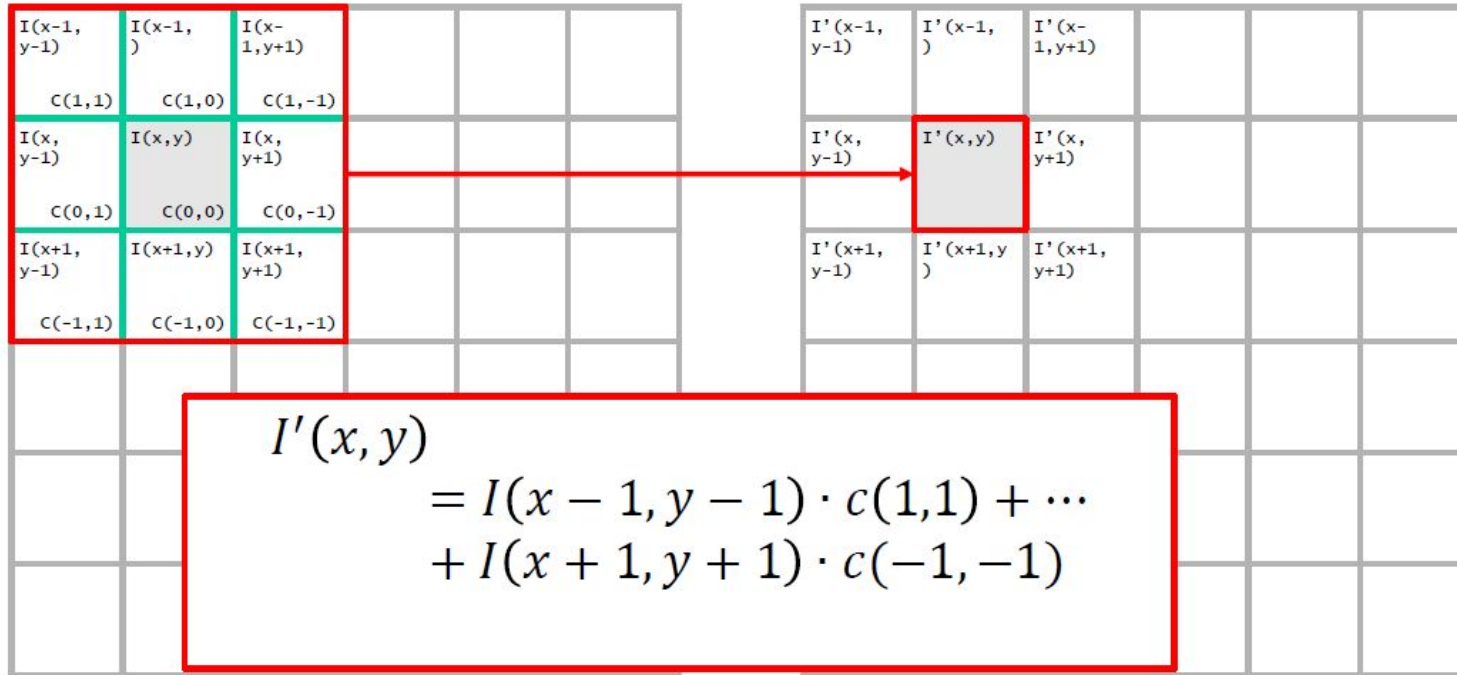 I(x-1,
y-1)
C(1,1)
I(x-1,
)
C(1,0)
I(x-
1,y+1)
C(1,-1)
I(x,
y-1)
C(0,1)
I(x,y)
C(0,0)
I(x,
y+1)
C(0,-1)
I(x+1,
y-1)
C(-1,1)
I(x+1,y)
C(-1,0)
I(x+1,
y+1)
C(-1,-1)
I'(x-1,
y-1)
I'(x-1,
)
I'(x-
1,y+1)
I'(x,
y-1)
I'(x,y)
I'(x,
y+1)
I'(x+1,
y-1)
I'(x+1,y
)
I'(x+1,
y+1)
I′(x, y)
= I(x − 1, y − 1) · c(1,1) + ⋯
+ I(x + 1, y + 1) · c(−1, −1)